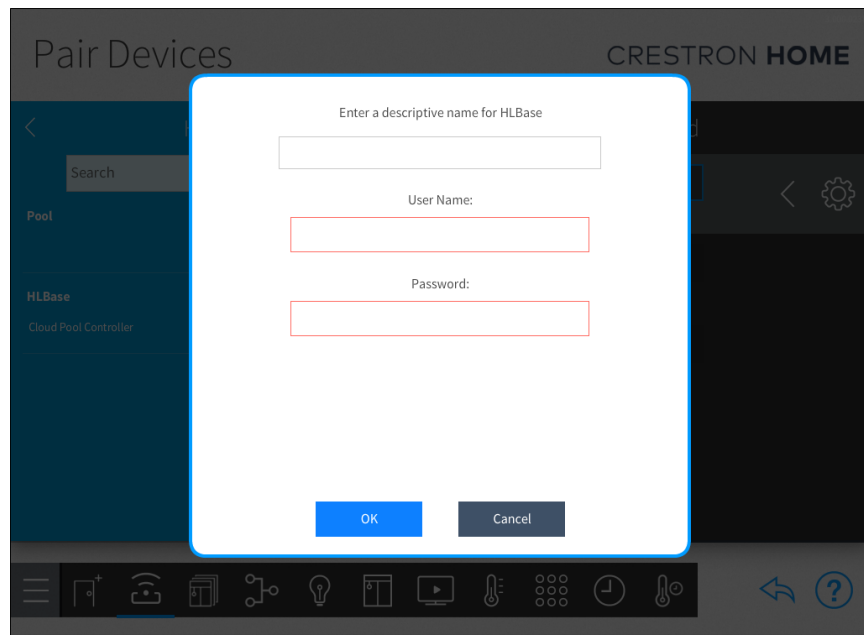 Pair Devices
CRESTRON HOME
Enter a descriptive name for HLBase
Search
User Name:
Pool
Password:
HLBase
Cloud Pool Controller
OK
Cancel
?